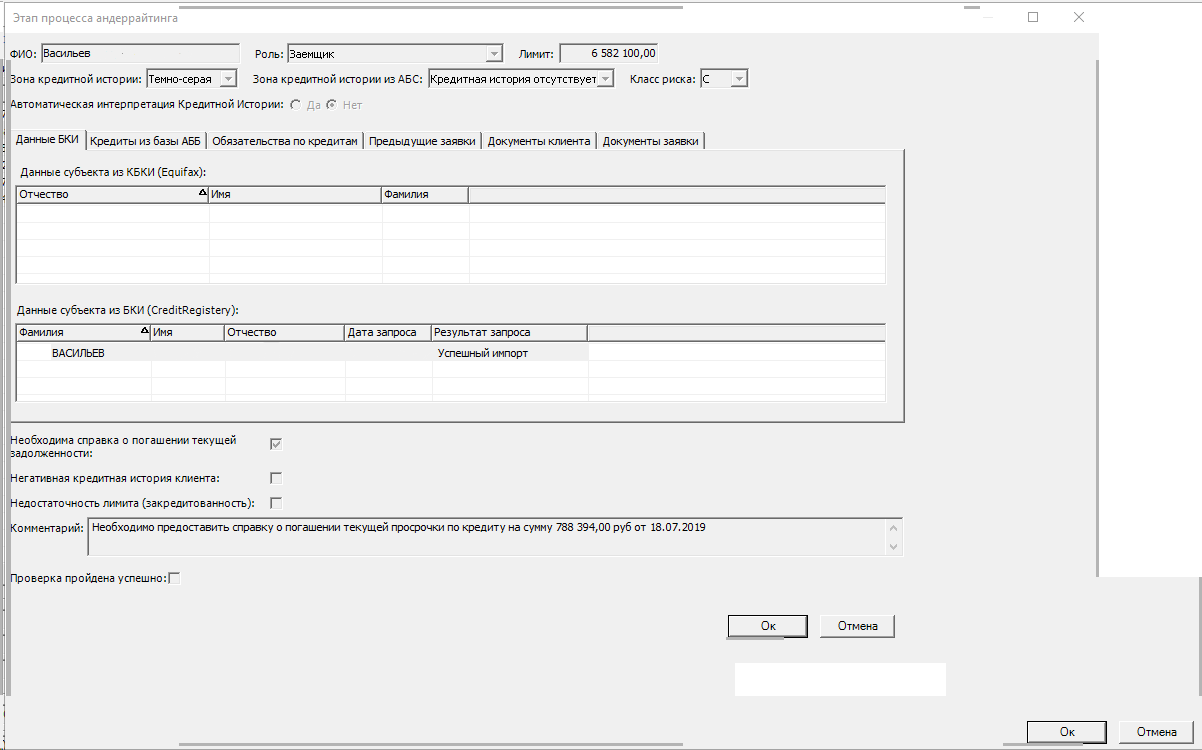 Этап процесса андеррайтинга
ФИО: Васильев Роль: Заемщик Лимит: 6 582 100,00
Зона кредитной истории: Темно-серая Зона кредитной истории из АБС: Кредитная история отсутствует Класс риска: C
Автоматическая интерпретация Кредитной Истории: Да Нет
Данные БКИ Кредиты из базы АББ Обязательства по кредитам Предыдущие заявки Документы клиента Документы заявки
Данные субъекта из КБКИ (Equifax):
Отчество Имя Фамилия
Данные субъекта из БКИ (CreditRegistery):
Фамилия Имя Отчество Дата запроса Результат запроса
ВАСИЛЬЕВ Успешный импорт
Необходима справка о погашении текущей
задолженности:
Негативная кредитная история клиента:
Недостаточность лимита (закредитованность):
Комментарий: Необходимо предоставить справку о погашении текущей просрочки по кредиту на сумму 788 394,00 руб от 18.07.2019
Проверка пройдена успешно:
Ок Отмена
Ок Отмена